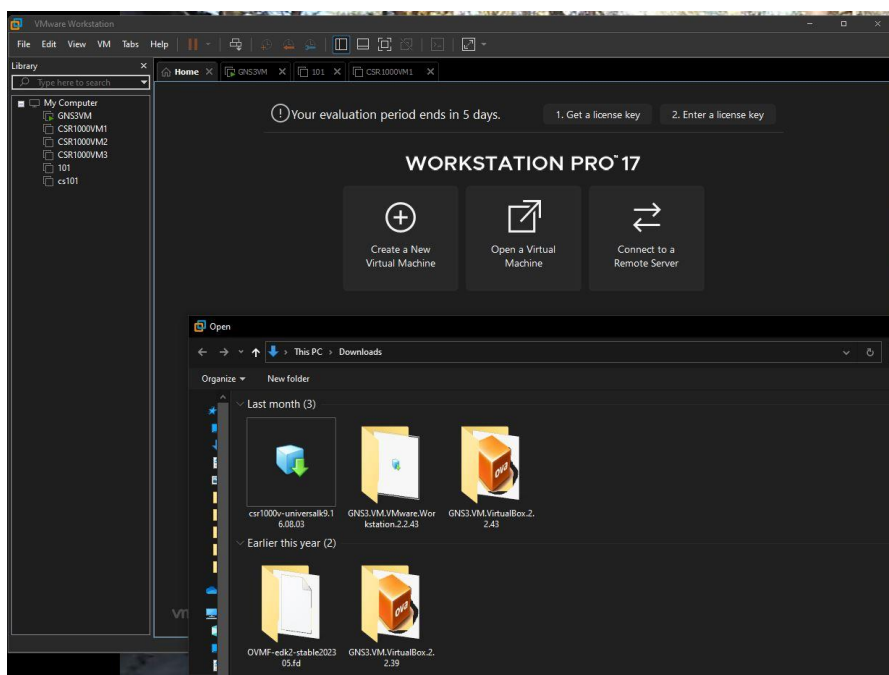 VMware Workstation
File Edit View VM Tabs Help
Library
Home GNS3VM 101 CSR1000VM1
Type here to search
My Computer
GNS3VM
CSR1000VM1
CSR1000VM2
CSR1000VM3
101
cs101
Your evaluation period ends in 5 days. 1. Get a license key 2. Enter a license key
WORKSTATION PRO™ 17
Create a New
Virtual Machine
Open a Virtual
Machine
Connect to a
Remote Server
Open
This PC Downloads
Organize New folder
Last month (3)
csr1000v-universalk9.1
6.08.03
GNS3.VM.VMware.Wor
kstation.2.2.43
GNS3.VM.VirtualBox.2.
2.43
Earlier this year (2)
OVMF-edk2-stable2023
05.fd
GNS3.VM.VirtualBox.2.
2.39